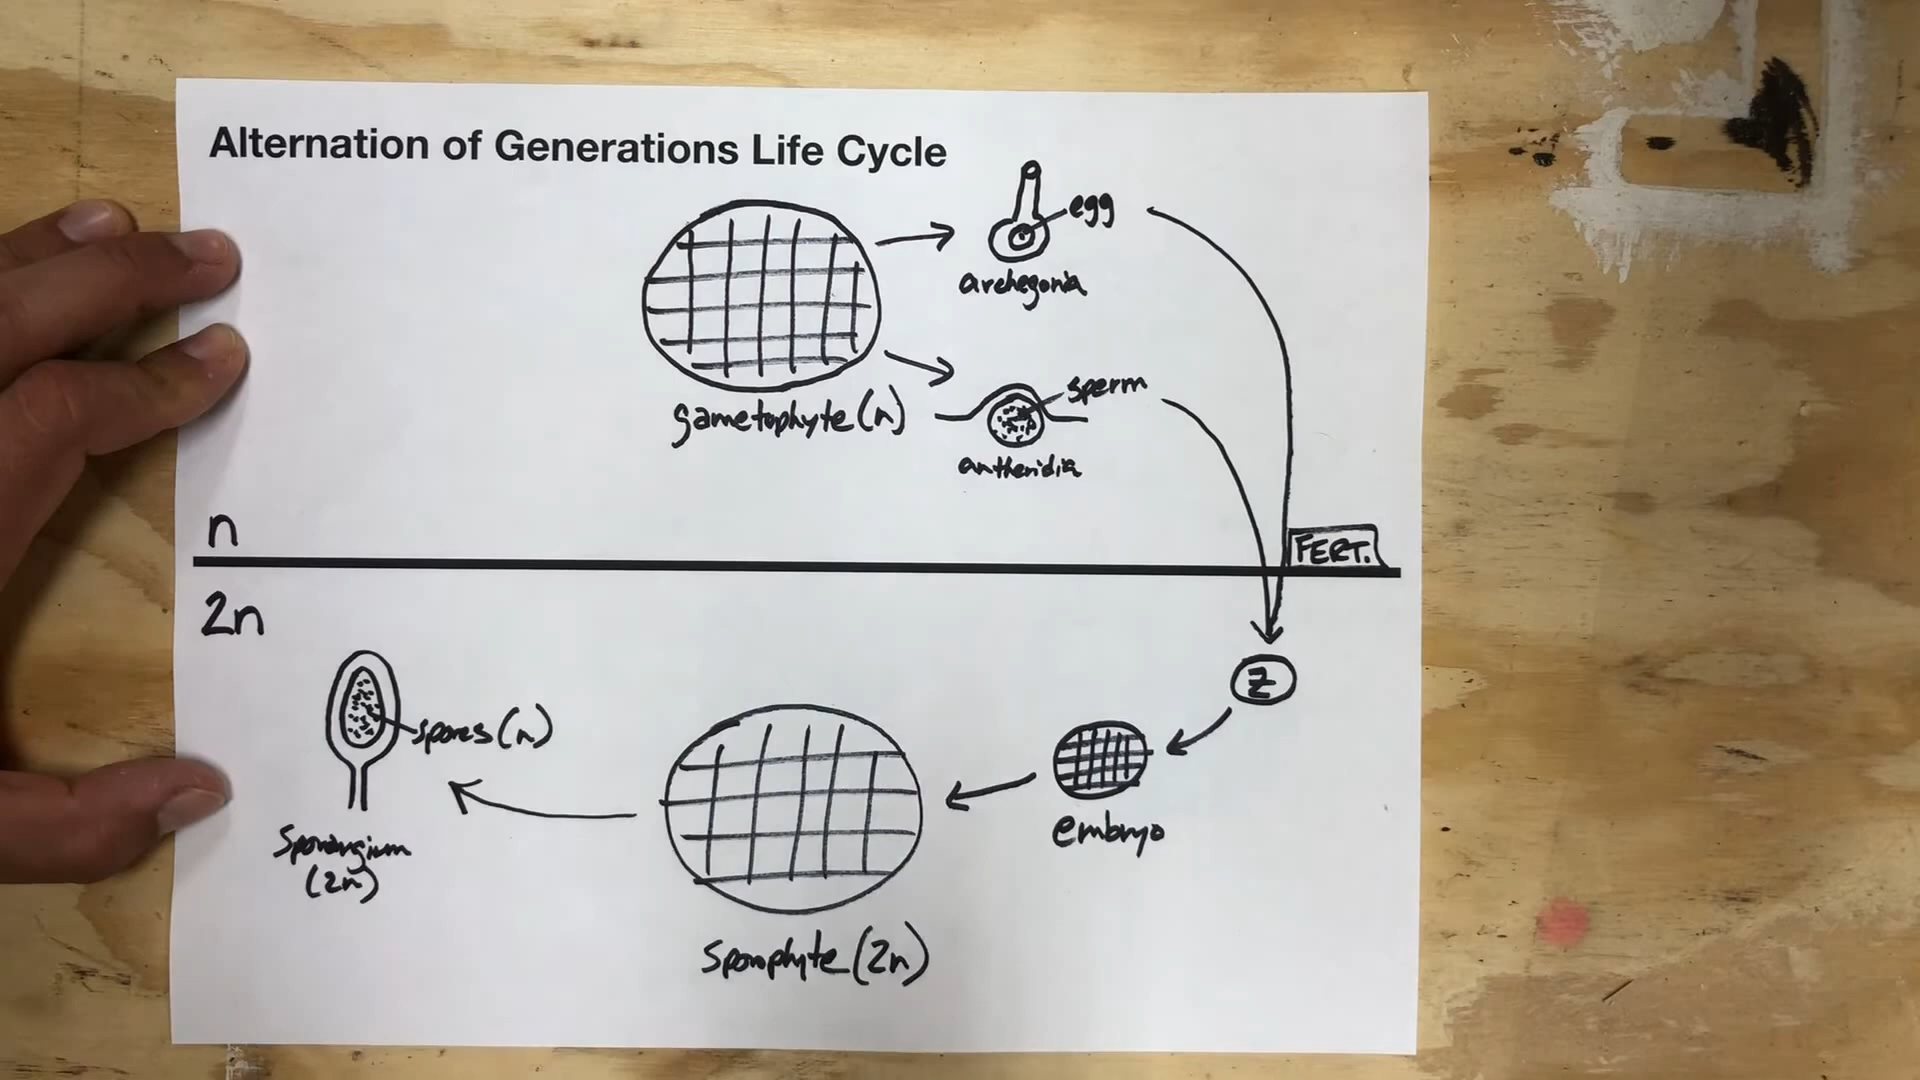 Alternation of Generations Life Cycle
egg
archegonia
sperm
gametophyte (n)
antheridia
n
FERT.
2n
Z
spores (n)
embryo
Sporangium
(2n)
Sporophyte (2n)